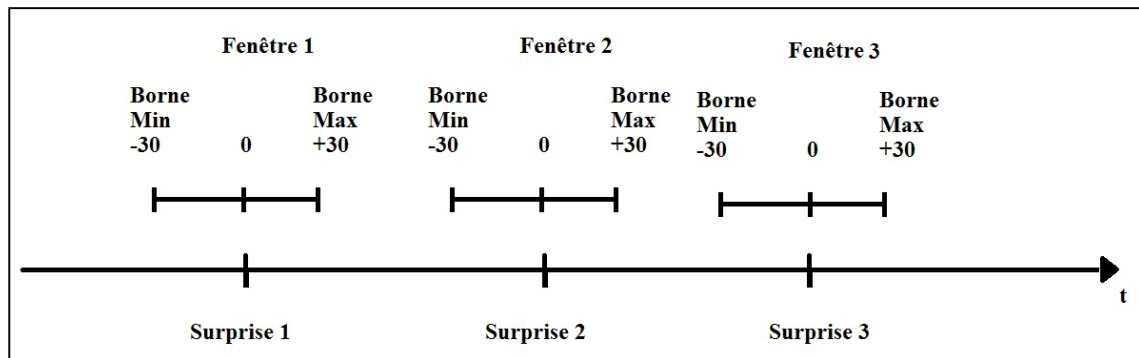 Fenêtre 1
Fenêtre 2
Fenêtre 3
Borne
Min
-30
0
Borne
Max
+30
Borne
Min
-30
0
Borne
Max
+30
Borne
Min
-30
0
Borne
Max
+30
t
Surprise 1
Surprise 2
Surprise 3